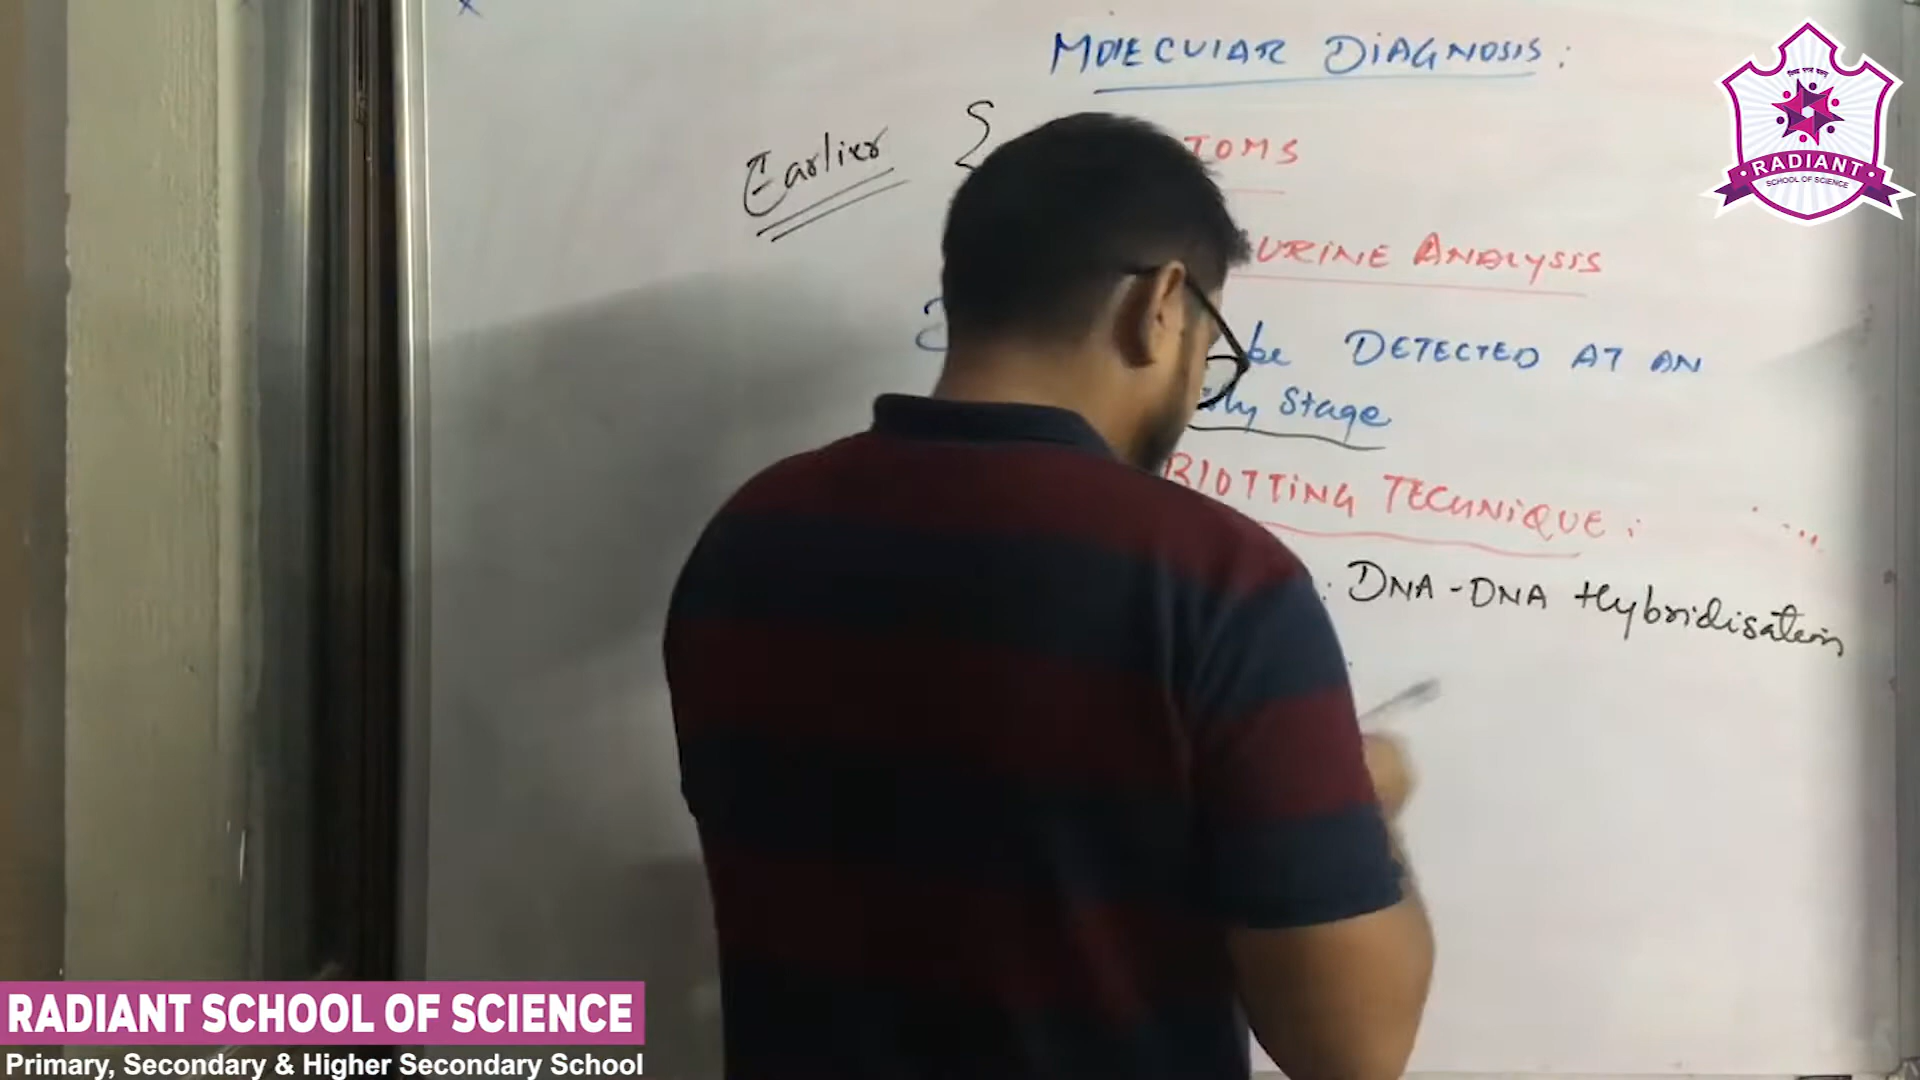 MOLECULAR DIAGNOSIS:
Earlier {
TOMS
URINE ANALYSIS
be DETECTED AT AN
Stage
BLOTTING TECHNIQUE:
: DNA-DNA Hybridisation
RADIANT
SCHOOL OF SCIENCE
RADIANT SCHOOL OF SCIENCE
Primary, Secondary & Higher Secondary School